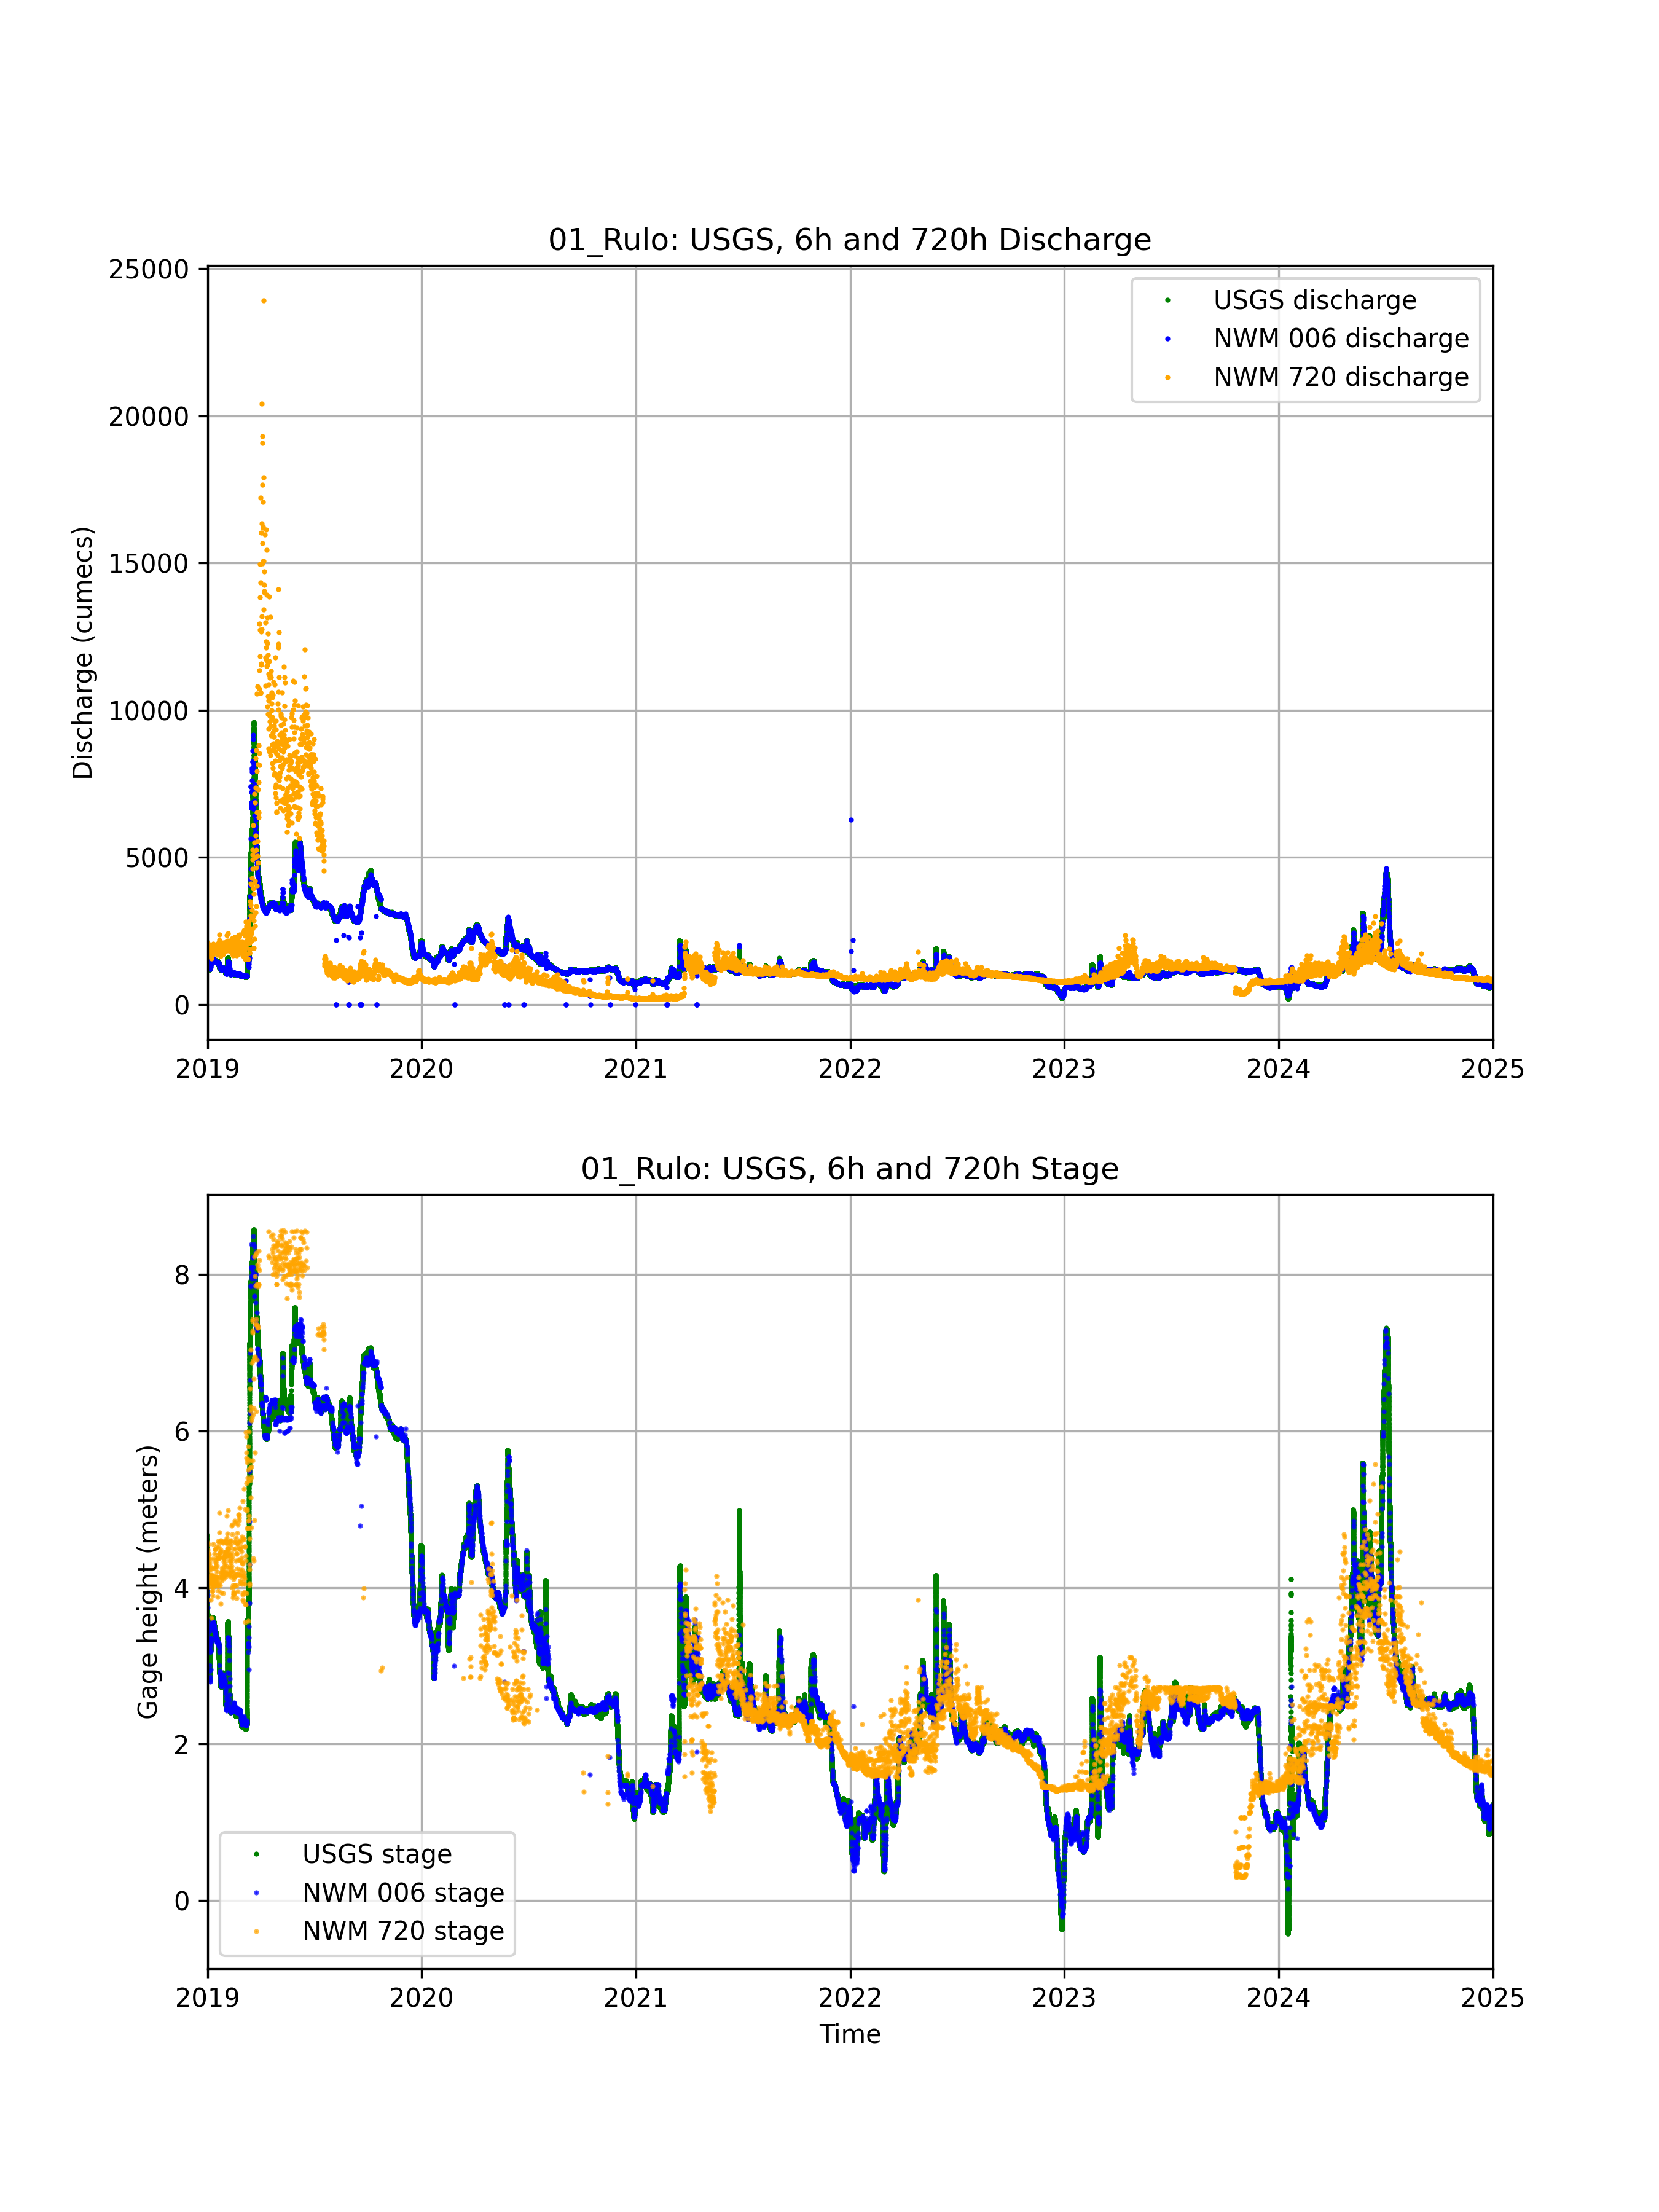 01_Rulo: USGS, 6h and 720h Discharge
Discharge (cumecs)
25000
20000
15000
10000
5000
0
USGS discharge
NWM 006 discharge
NWM 720 discharge
2019 2020 2021 2022 2023 2024 2025
01_Rulo: USGS, 6h and 720h Stage
Gage height (meters)
8
6
4
2
0
USGS stage
NWM 006 stage
NWM 720 stage
2019 2020 2021 2022 2023 2024 2025
Time